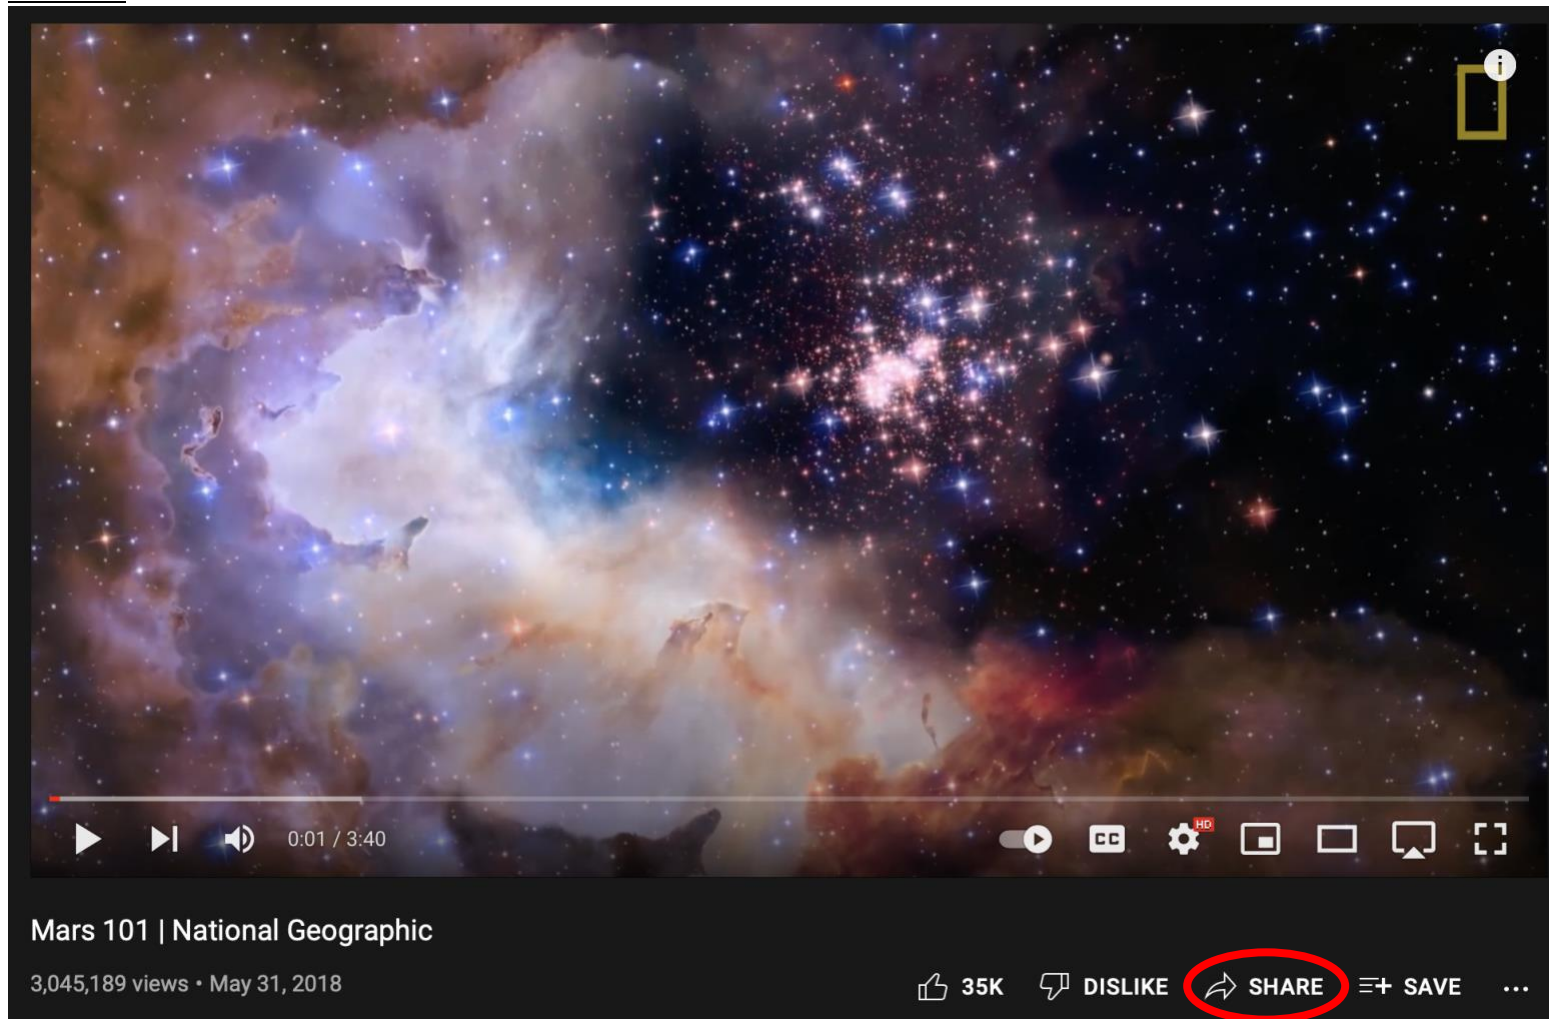 i
0:01 / 3:40
CC
HD
Mars 101 | National Geographic
3,045,189 views • May 31, 2018
35K DISLIKE SHARE SAVE ...